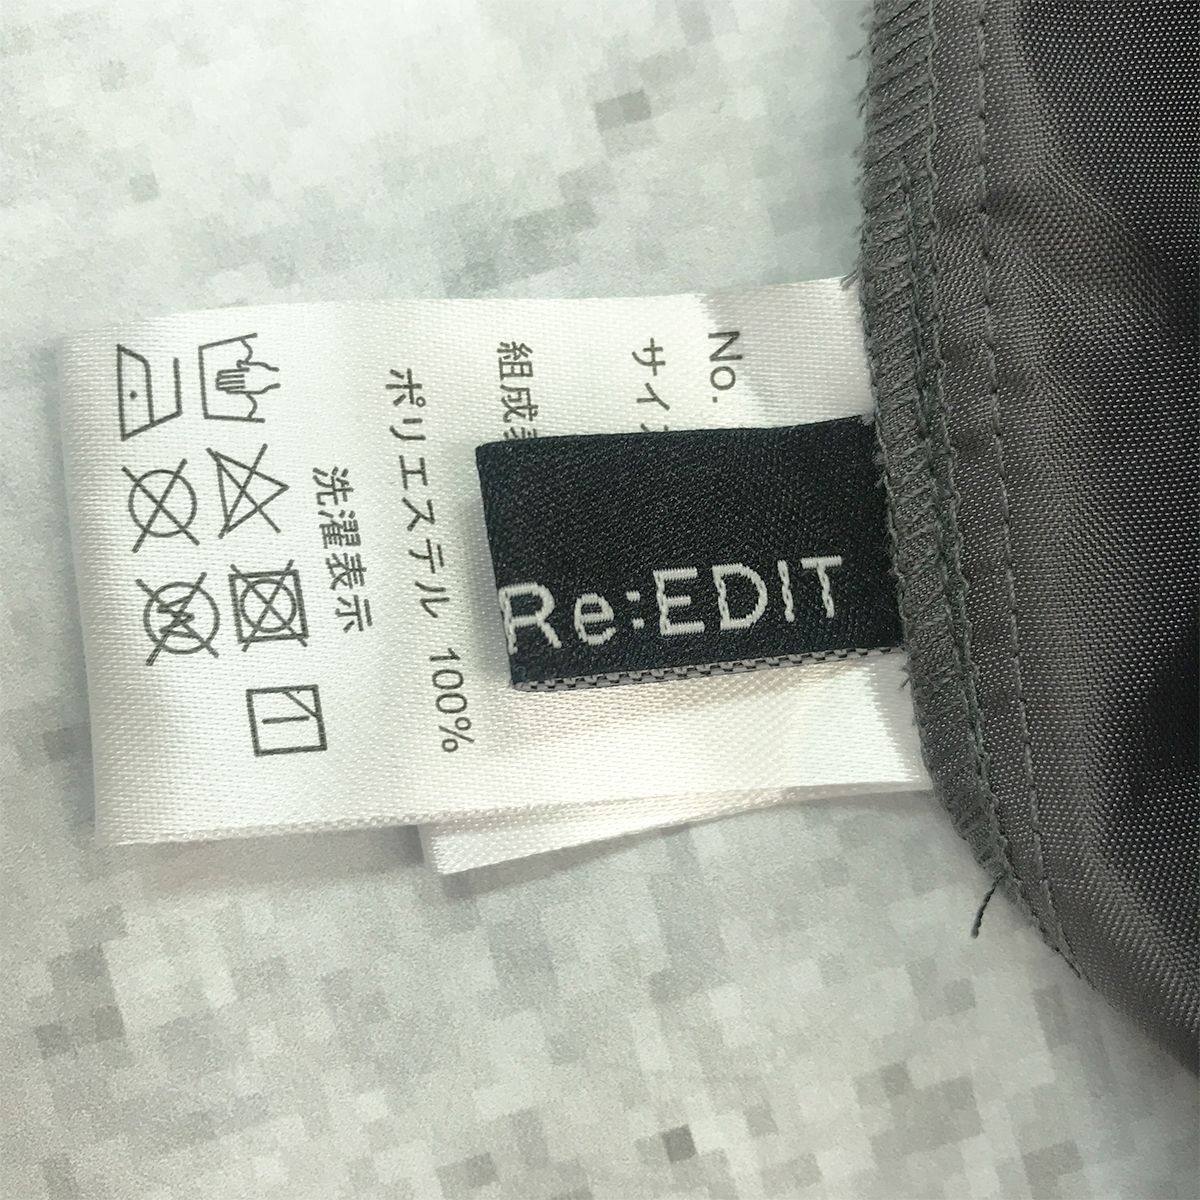 No.
サイ
組成
ポリエステル 100%
洗濯表示
Re:EDIT